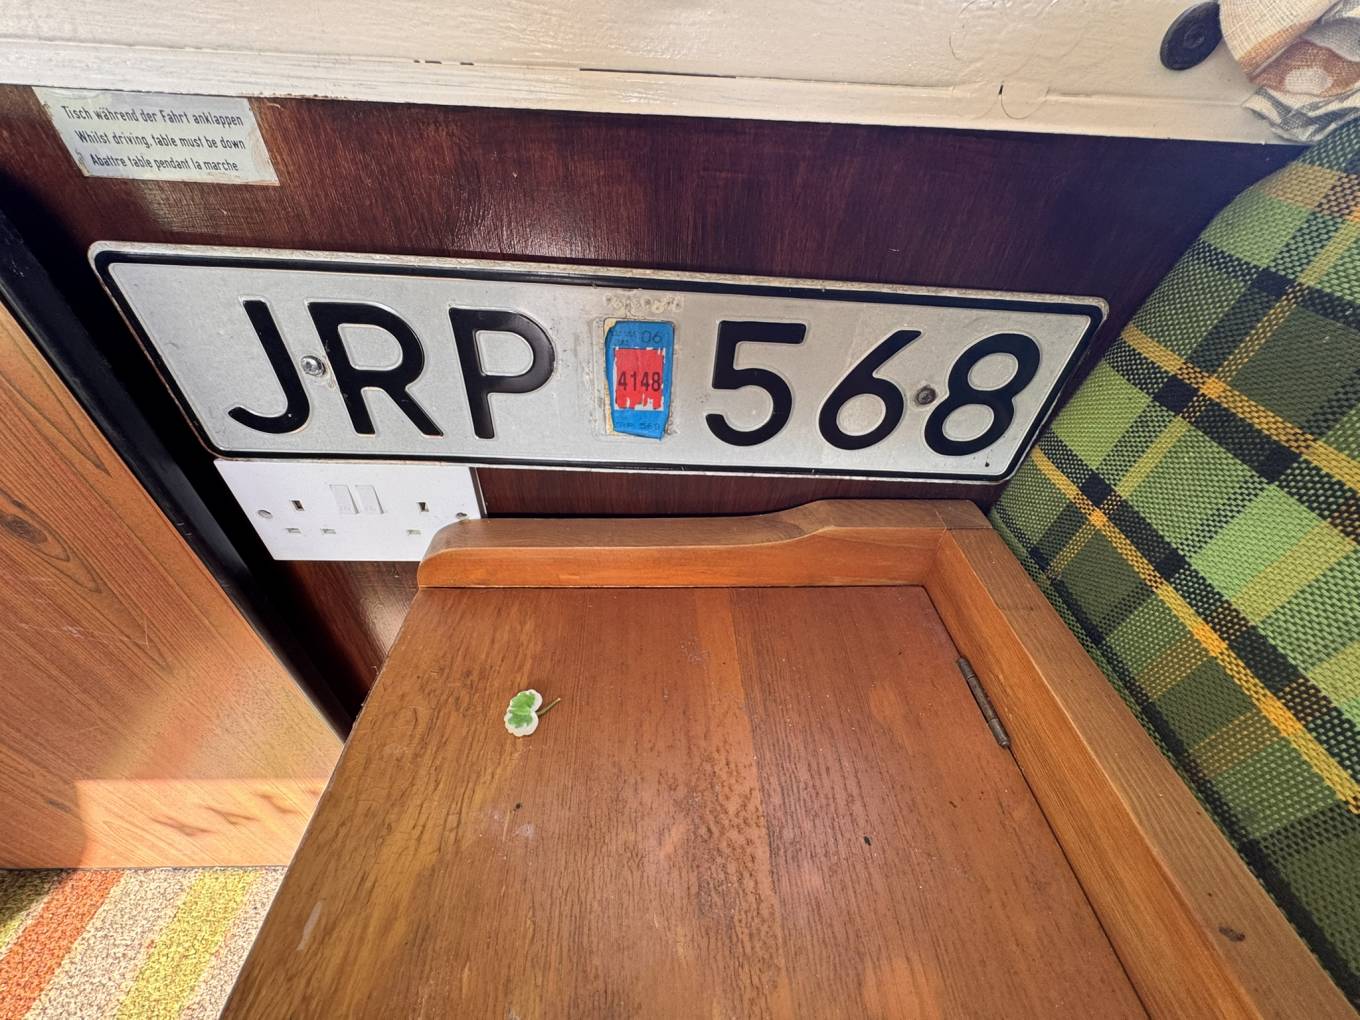 Tisch während der Fahrt anklappen
Whilst driving, table must be down
Abattre table pendant la marche
JRP 568
06
4148